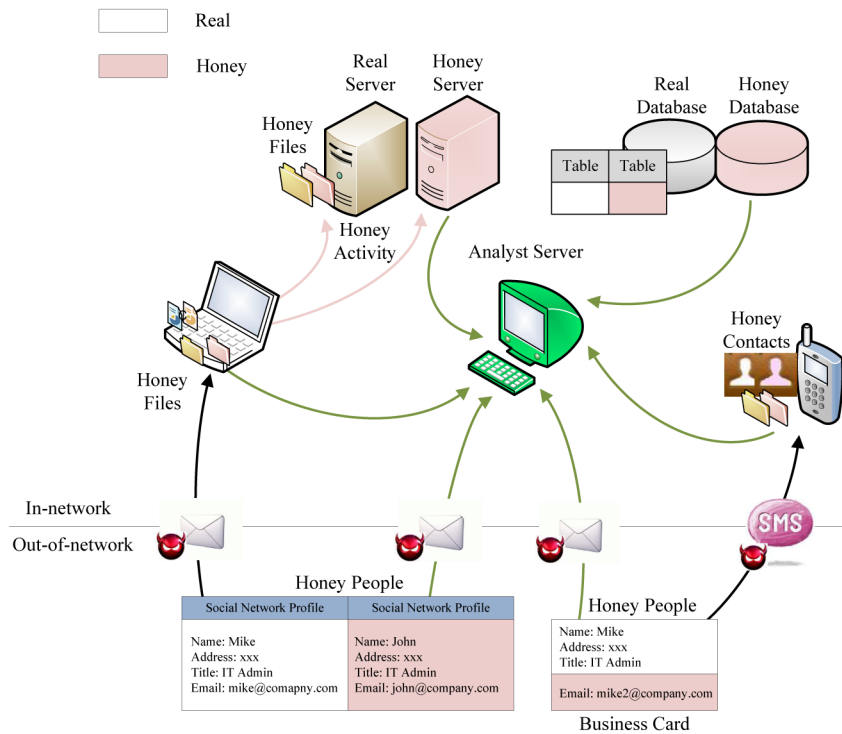 Real
Honey
Real
Server
Honey
Server
Real
Database
Honey
Database
Honey
Files
Table
Table
Honey
Activity
Analyst Server
Honey
Contacts
Honey
Files
In-network
Out-of-network
SMS
Honey People
Social Network Profile
Social Network Profile
Name: Mike
Address: xxx
Title: IT Admin
Email: mike@comapny.com
Name: John
Address: xxx
Title: IT Admin
Email: john@company.com
Honey People
Name: Mike
Address: xxx
Title: IT Admin
Email: mike2@company.com
Business Card